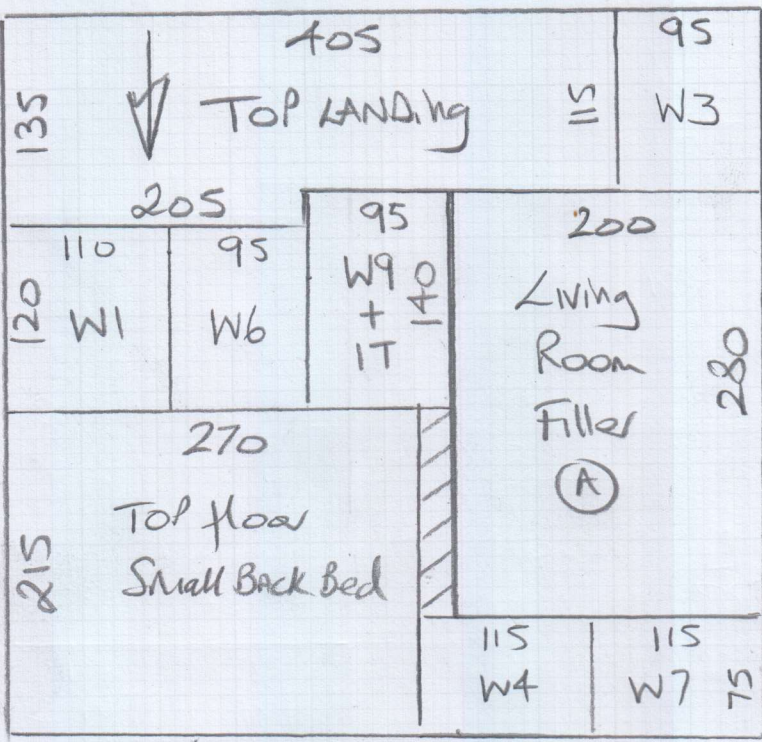 405
95
135
TOP LANDing
115
W3
205
110
95
95
200
120
W1
W6
W9
+
1T
140
Living
Room
Filler
A
280
270
Top floor
Small Back Bed
215
115
W4
115
W7
75